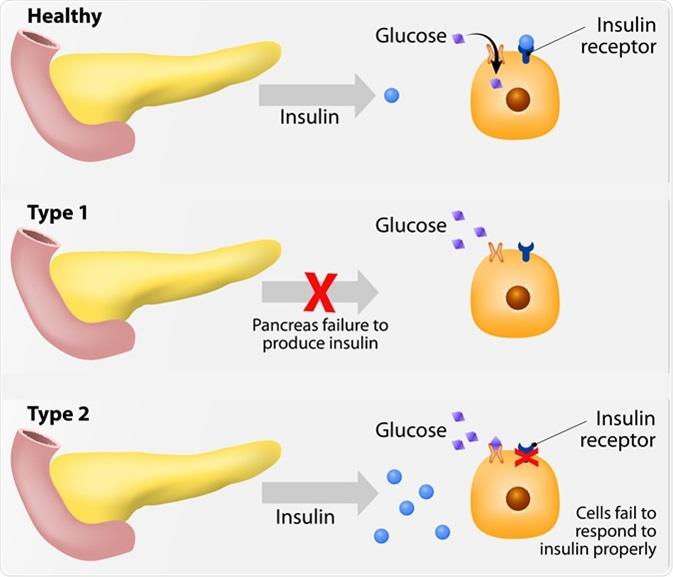 Healthy
Glucose
Insulin
receptor
Insulin
Type 1
Glucose
X
Pancreas failure to
produce insulin
Type 2
Glucose
Insulin
receptor
Insulin
Cells fail to
respond to
insulin properly